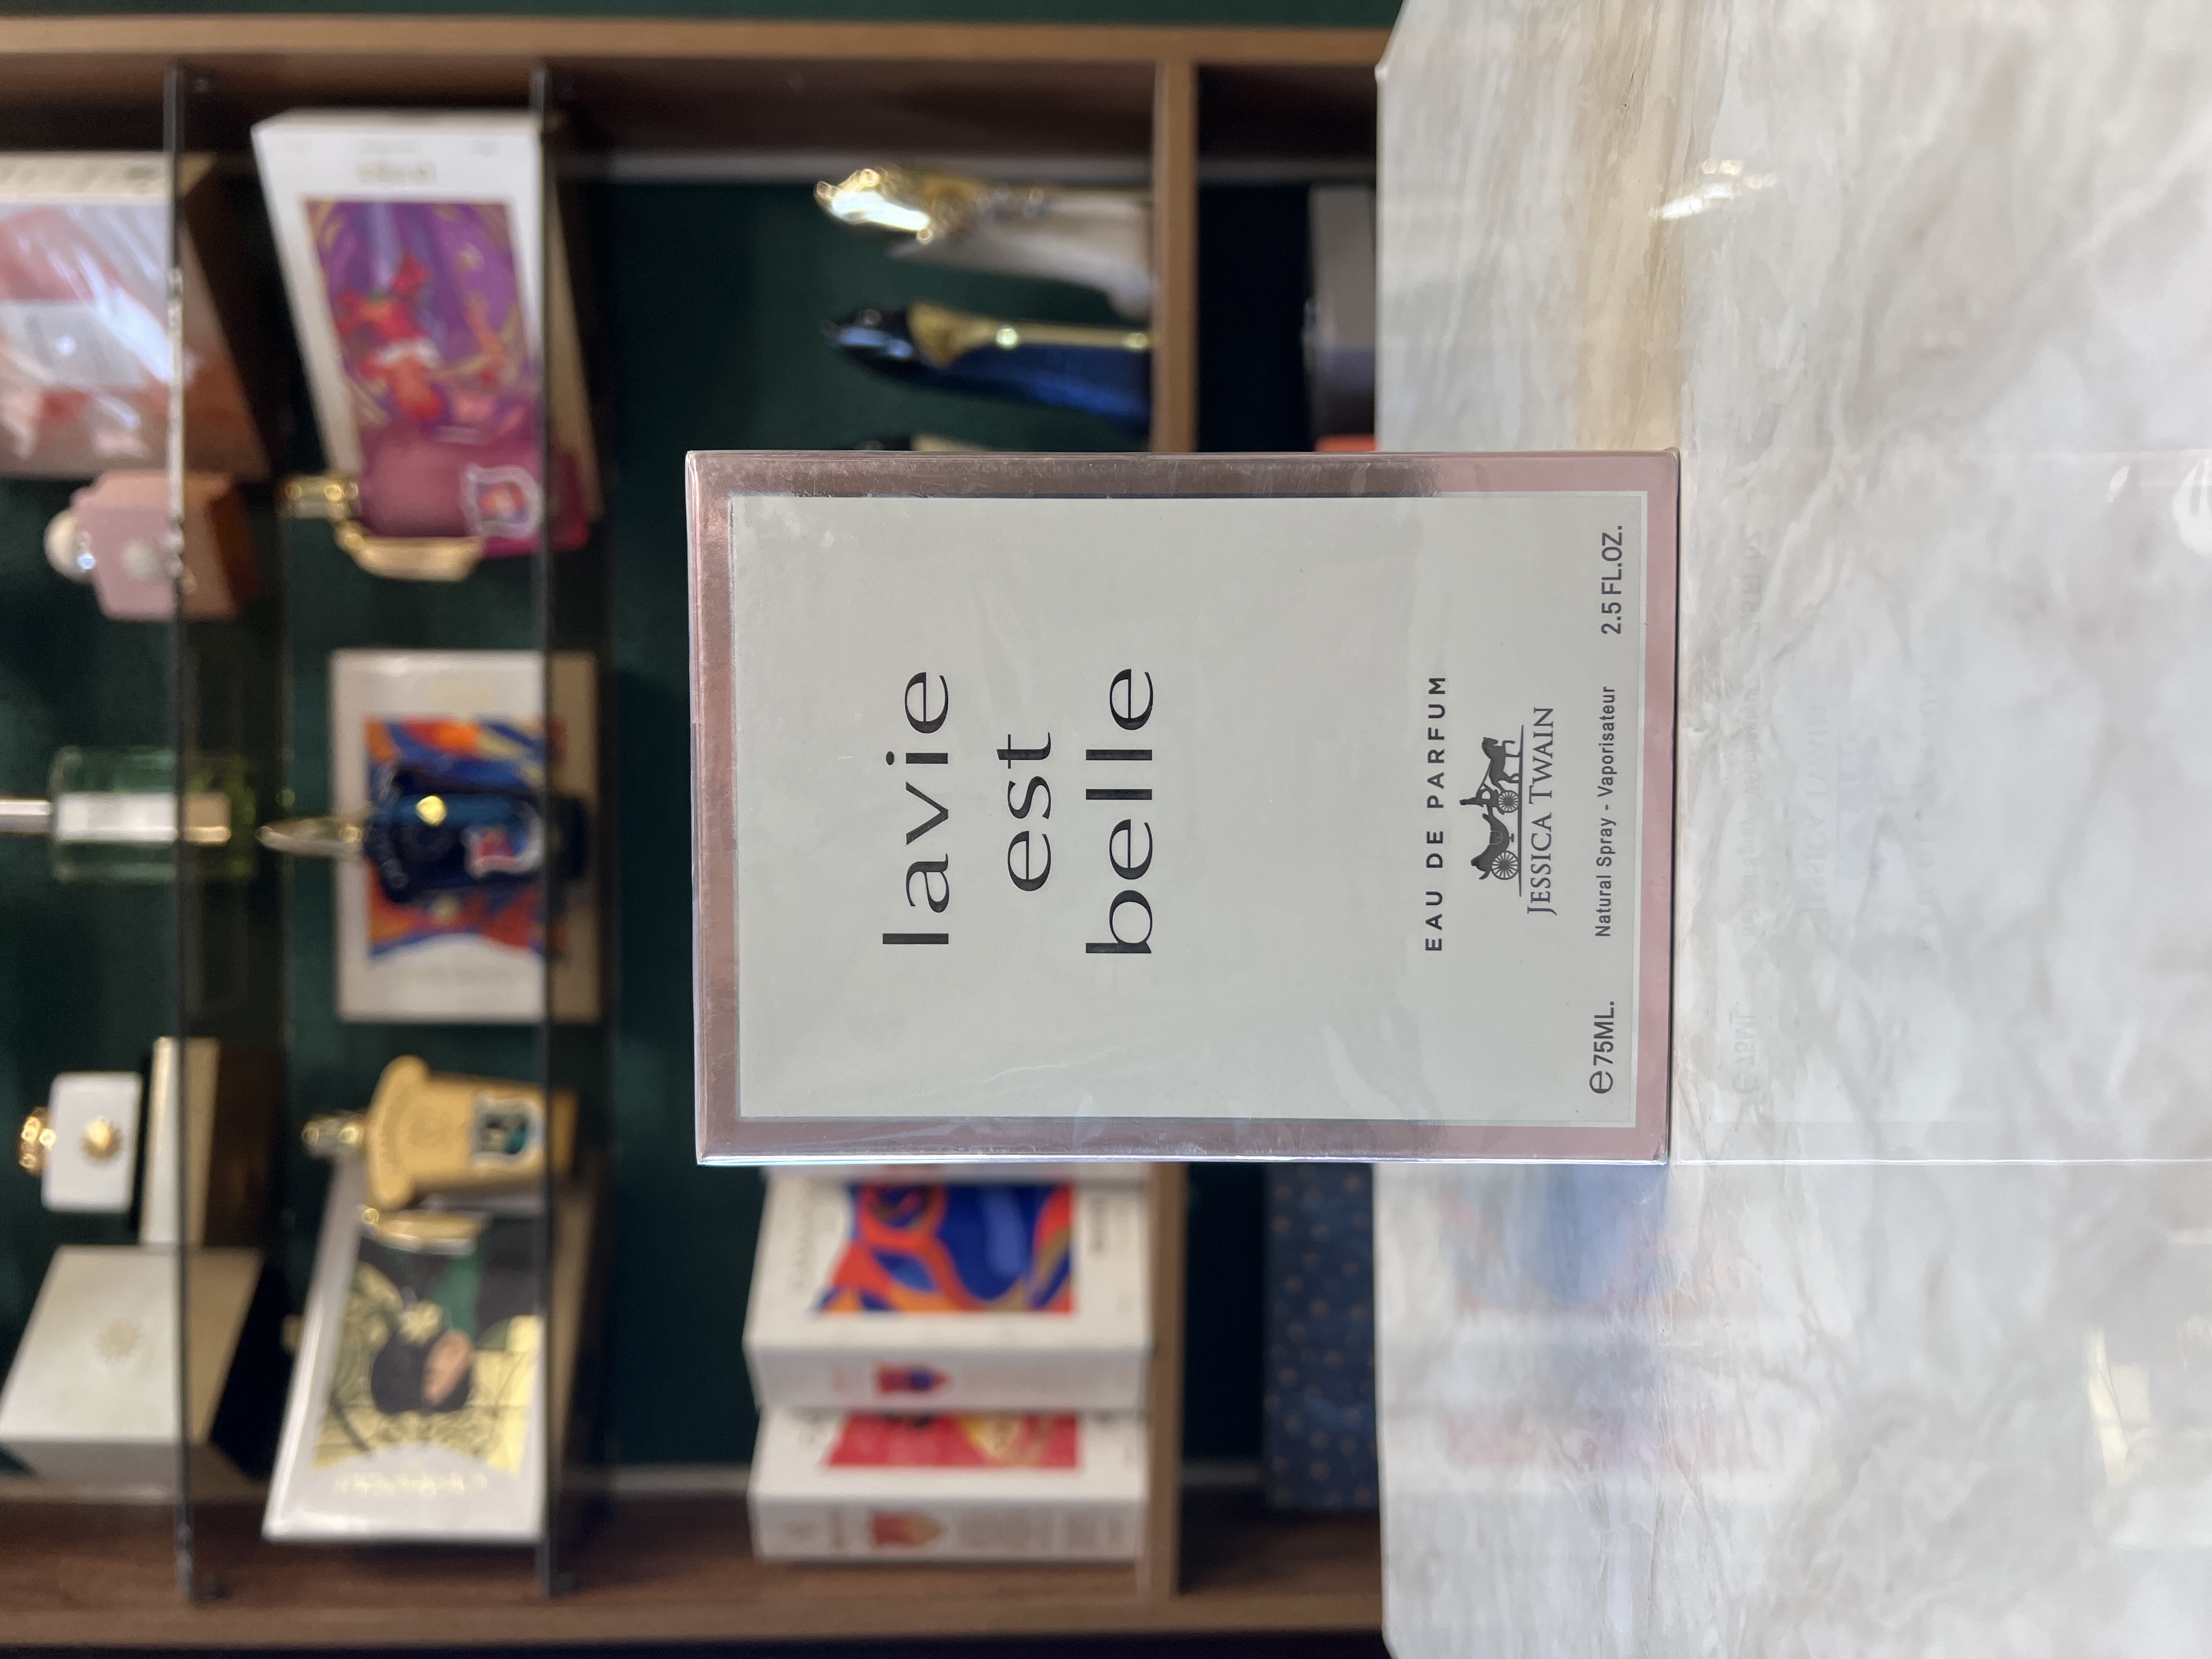 lavie
est
belle
EAU DE PARFUM
JESSICA TWAIN
℮75ML. Natural Spray - Vaporisateur 2.5 FL.OZ.